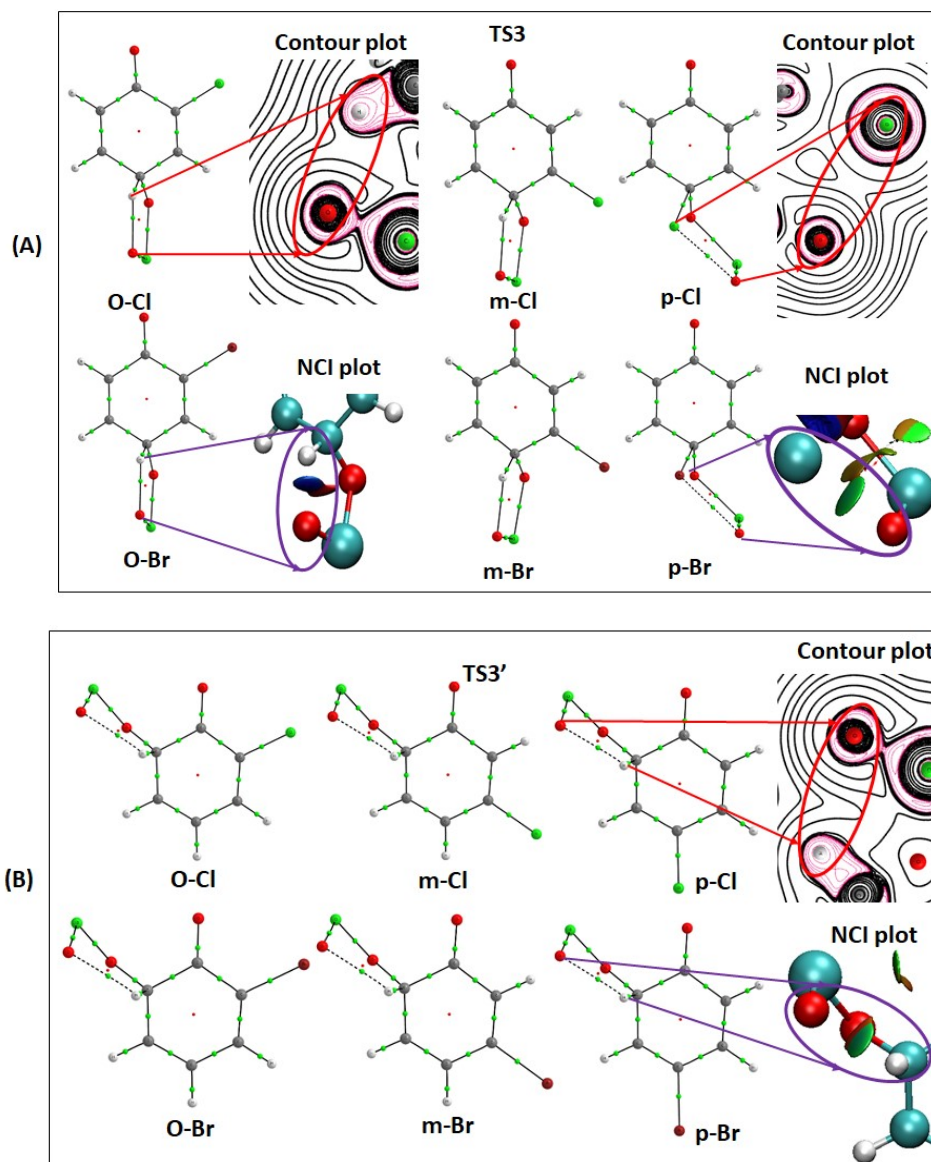 (A)
Contour plot
TS3
Contour plot
O-Cl
m-Cl
p-Cl
NCI plot
NCI plot
O-Br
m-Br
p-Br
(B)
TS3’
Contour plot
O-Cl
m-Cl
p-Cl
NCI plot
O-Br
m-Br
p-Br